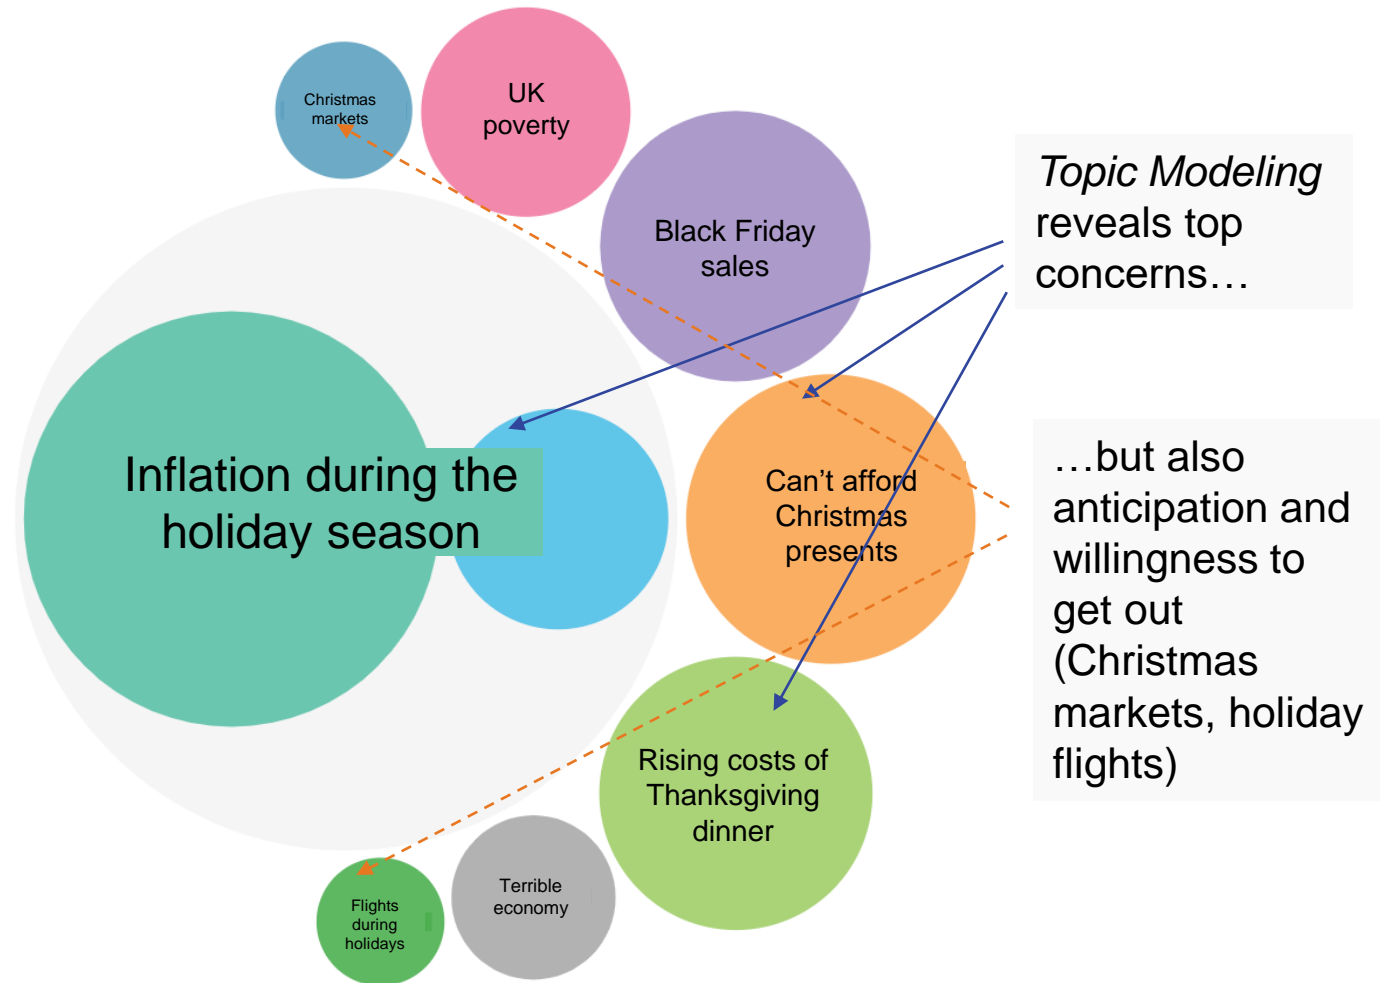 Christmas
markets
UK
poverty
Black Friday
sales
Topic Modeling
reveals top
concerns…
Inflation during the
holiday season
Can’t afford
Christmas
presents
…but also
anticipation and
willingness to
get out
(Christmas
markets, holiday
flights)
Rising costs of
Thanksgiving
dinner
Terrible
economy
Flights
during
holidays